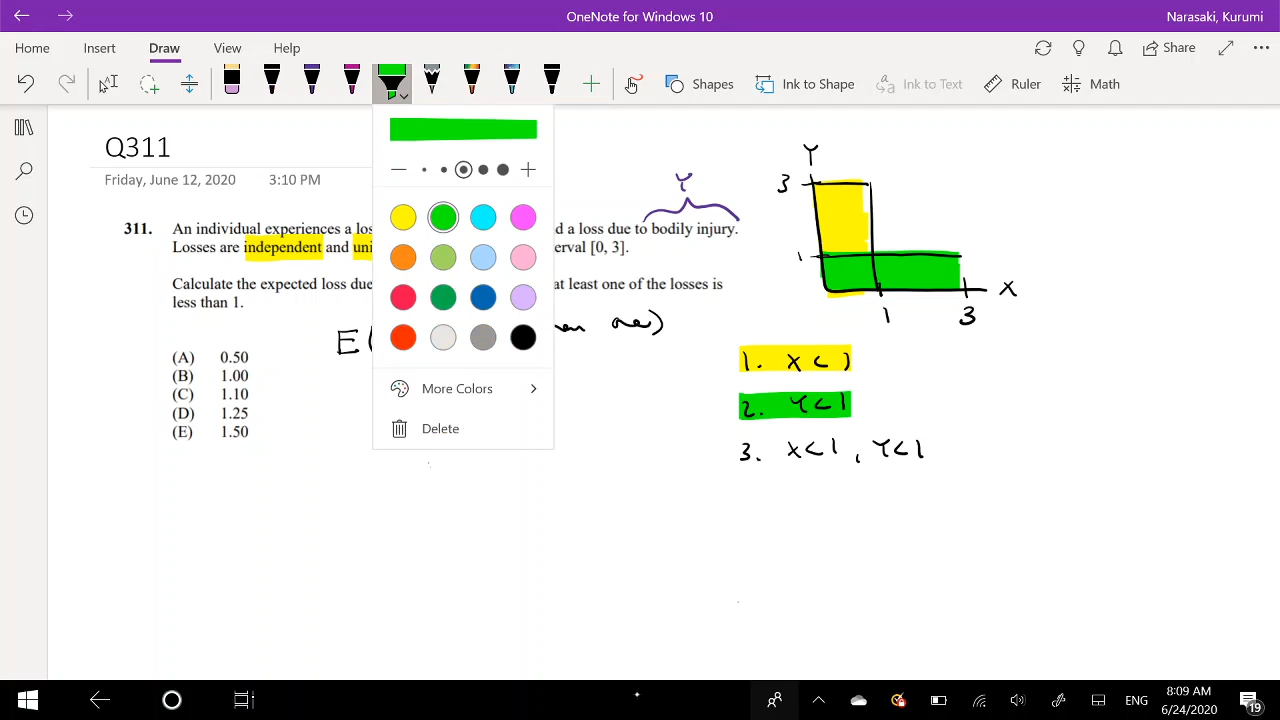 OneNote for Windows 10
Narasaki, Kurumi
Home Insert Draw View Help
Share
Shapes
Ink to Shape
Ink to Text
Ruler
Math
Q311
Friday, June 12, 2020 3:10 PM
Y
311. An individual experiences a los d a loss due to bodily injury.
Losses are independent and uni terval [0, 3].
Calculate the expected loss due at least one of the losses is
less than 1.
E(
one)
(A) 0.50
(B) 1.00
(C) 1.10
(D) 1.25
(E) 1.50
More Colors
Delete
Y
3
1
X
1
3
1. X < 1
2. Y < 1
3. X < 1 , Y < 1
ENG
8:09 AM
6/24/2020
19